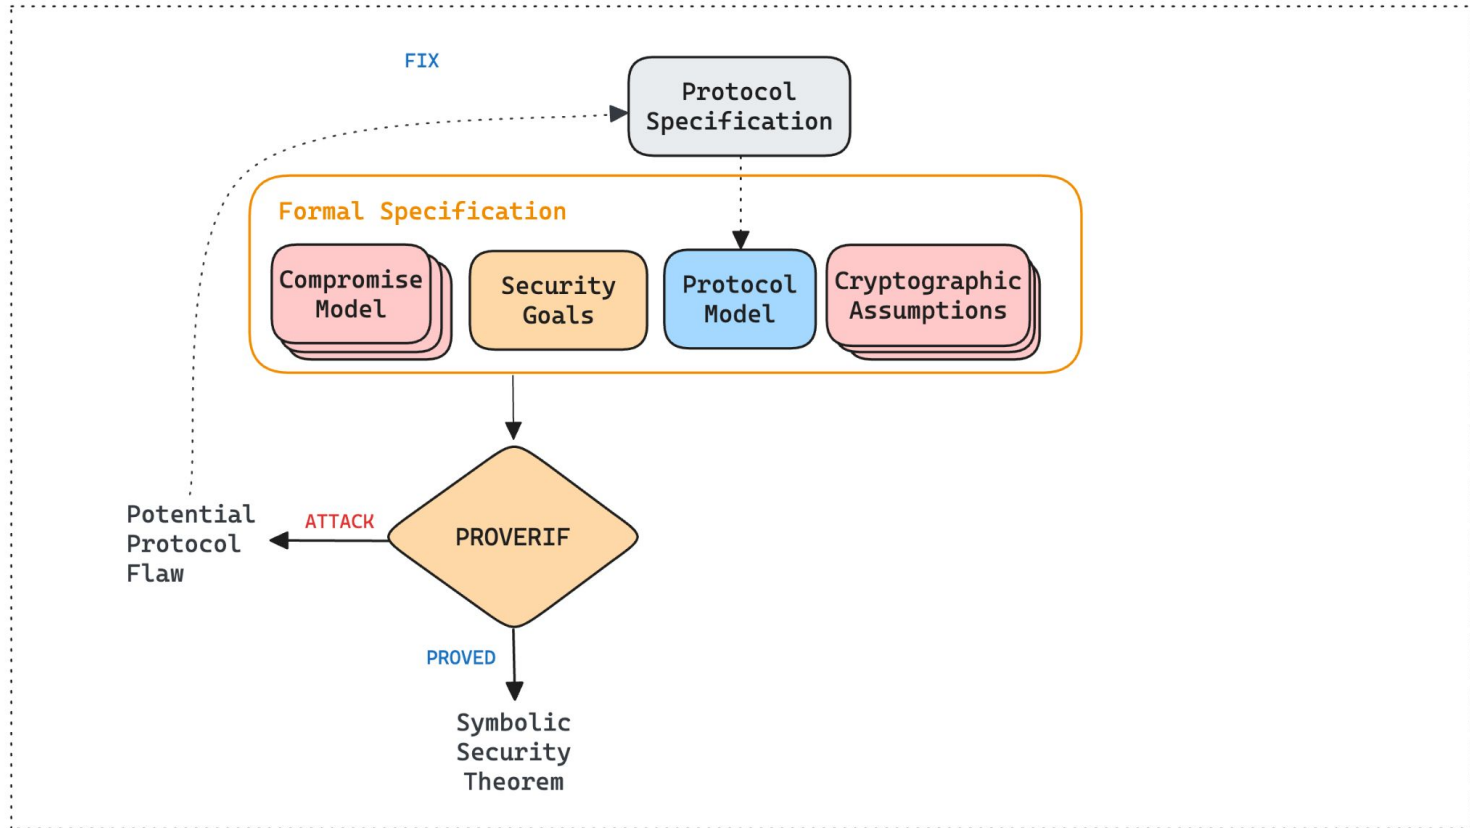 FIX
Protocol
Specification
Formal Specification
Compromise
Model
Security
Goals
Protocol
Model
Cryptographic
Assumptions
Potential
Protocol
Flaw
ATTACK
PROVERIF
PROVED
Symbolic
Security
Theorem